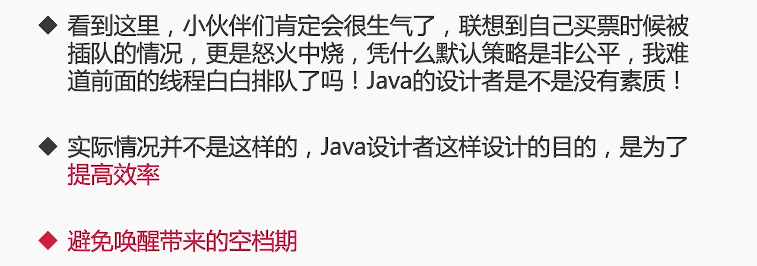 ◆ 看到这里，小伙伴们肯定会很生气了，联想到自己买票时候被
插队的情况，更是怒火中烧，凭什么默认策略是非公平，我难
道前面的线程白白排队了吗！Java的设计者是不是没有素质！
◆ 实际情况并不是这样的，Java设计者这样设计的目的，是为了
提高效率
◆ 避免唤醒带来的空档期